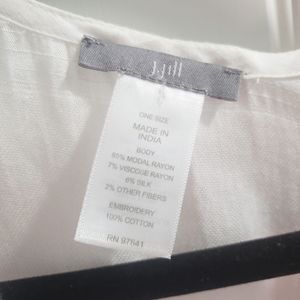 j.jill
ONE SIZE
MADE IN
INDIA
BODY
85% MODAL RAYON
7% VISCOSE RAYON
6% SILK
2% OTHER FIBERS
EMBROIDERY
100% COTTON
RN 97641